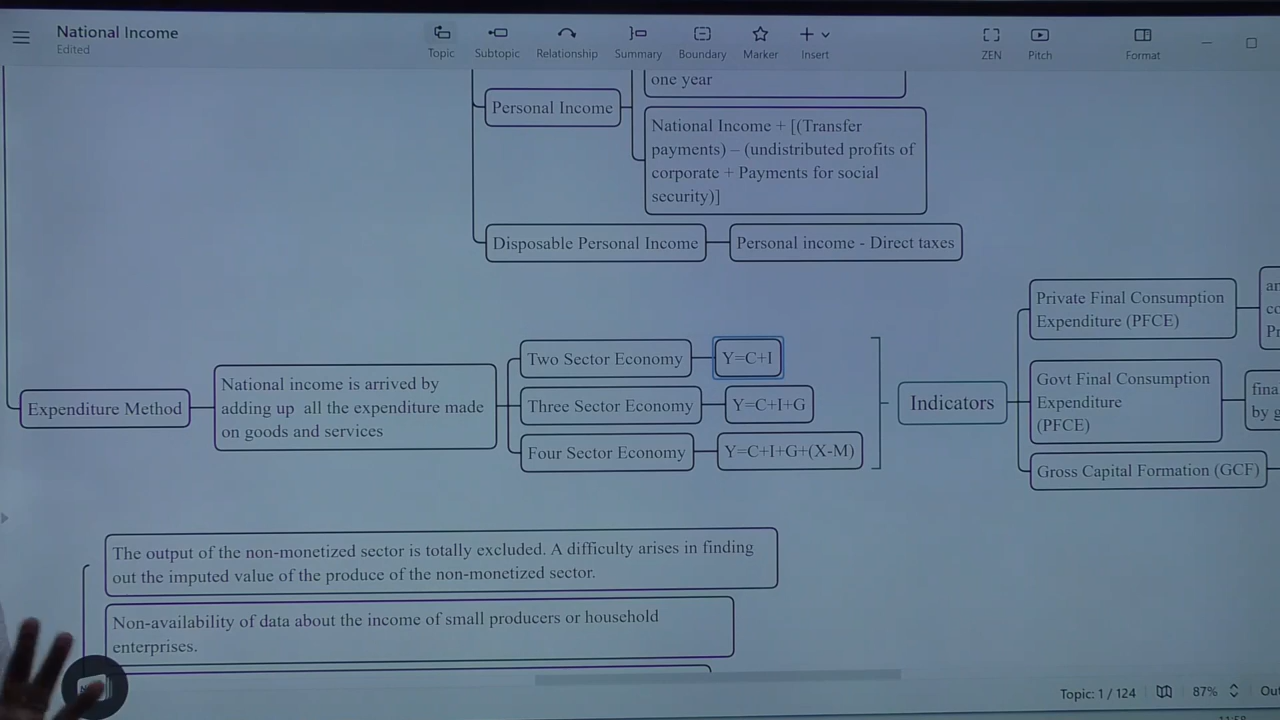 National Income
Edited
Topic
Subtopic
Relationship
Summary
Boundary
Marker
Insert
ZEN
Pitch
Format
one year
Personal Income
National Income + [(Transfer
payments) – (undistributed profits of
corporate + Payments for social
security)]
Disposable Personal Income
Personal income - Direct taxes
Expenditure Method
National income is arrived by
adding up all the expenditure made
on goods and services
Two Sector Economy
Y=C+I
Three Sector Economy
Y=C+I+G
Four Sector Economy
Y=C+I+G+(X-M)
Indicators
Private Final Consumption
Expenditure (PFCE)
Govt Final Consumption
Expenditure
(PFCE)
Gross Capital Formation (GCF)
fina
by g
The output of the non-monetized sector is totally excluded. A difficulty arises in finding
out the imputed value of the produce of the non-monetized sector.
Non-availability of data about the income of small producers or household
enterprises.
Topic: 1 / 124
87%
Out